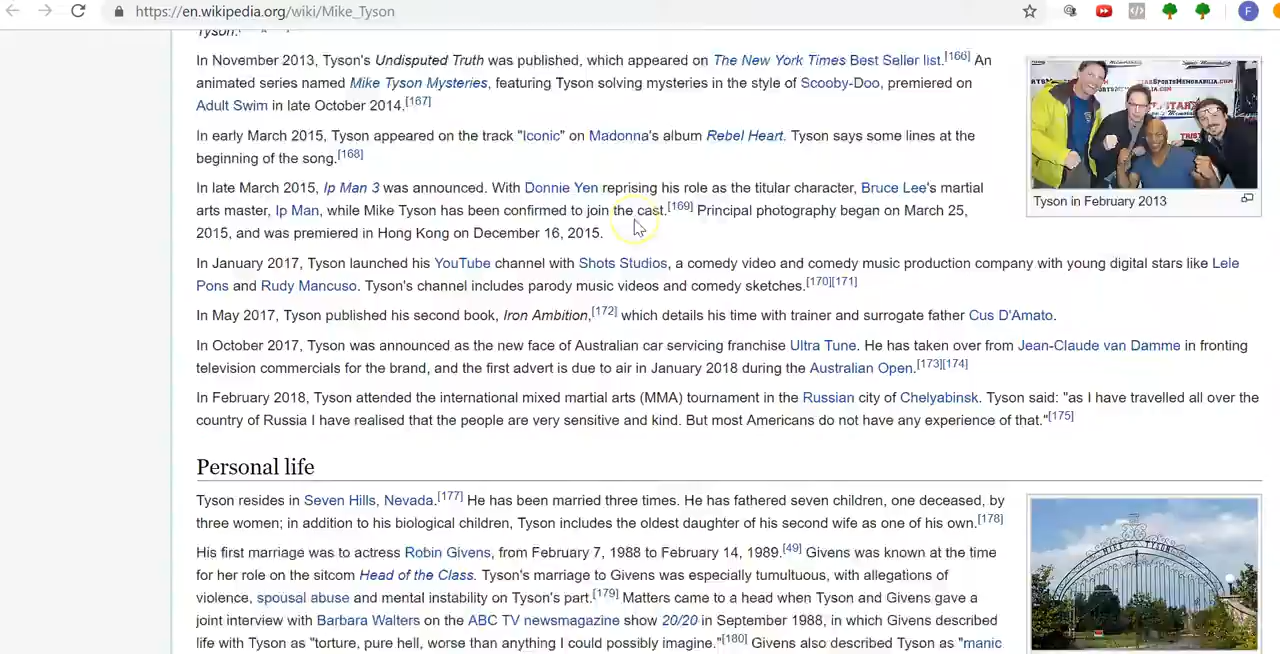 https://en.wikipedia.org/wiki/Mike_Tyson
F
Tyson.
In November 2013, Tyson's Undisputed Truth was published, which appeared on The New York Times Best Seller list.[166] An
animated series named Mike Tyson Mysteries, featuring Tyson solving mysteries in the style of Scooby-Doo, premiered on
Adult Swim in late October 2014.[167]
In early March 2015, Tyson appeared on the track "Iconic" on Madonna's album Rebel Heart. Tyson says some lines at the
beginning of the song.[168]
In late March 2015, Ip Man 3 was announced. With Donnie Yen reprising his role as the titular character, Bruce Lee's martial
arts master, Ip Man, while Mike Tyson has been confirmed to join the cast.[169] Principal photography began on March 25,
2015, and was premiered in Hong Kong on December 16, 2015.
Tyson in February 2013
In January 2017, Tyson launched his YouTube channel with Shots Studios, a comedy video and comedy music production company with young digital stars like Lele
Pons and Rudy Mancuso. Tyson's channel includes parody music videos and comedy sketches.[170][171]
In May 2017, Tyson published his second book, Iron Ambition,[172] which details his time with trainer and surrogate father Cus D'Amato.
In October 2017, Tyson was announced as the new face of Australian car servicing franchise Ultra Tune. He has taken over from Jean-Claude van Damme in fronting
television commercials for the brand, and the first advert is due to air in January 2018 during the Australian Open.[173][174]
In February 2018, Tyson attended the international mixed martial arts (MMA) tournament in the Russian city of Chelyabinsk. Tyson said: "as I have travelled all over the
country of Russia I have realised that the people are very sensitive and kind. But most Americans do not have any experience of that."[175]
Personal life
Tyson resides in Seven Hills, Nevada.[177] He has been married three times. He has fathered seven children, one deceased, by
three women; in addition to his biological children, Tyson includes the oldest daughter of his second wife as one of his own.[178]
His first marriage was to actress Robin Givens, from February 7, 1988 to February 14, 1989.[49] Givens was known at the time
for her role on the sitcom Head of the Class. Tyson's marriage to Givens was especially tumultuous, with allegations of
violence, spousal abuse and mental instability on Tyson's part.[179] Matters came to a head when Tyson and Givens gave a
joint interview with Barbara Walters on the ABC TV newsmagazine show 20/20 in September 1988, in which Givens described
life with Tyson as "torture, pure hell, worse than anything I could possibly imagine."[180] Givens also described Tyson as "manic
MIKE TYSON